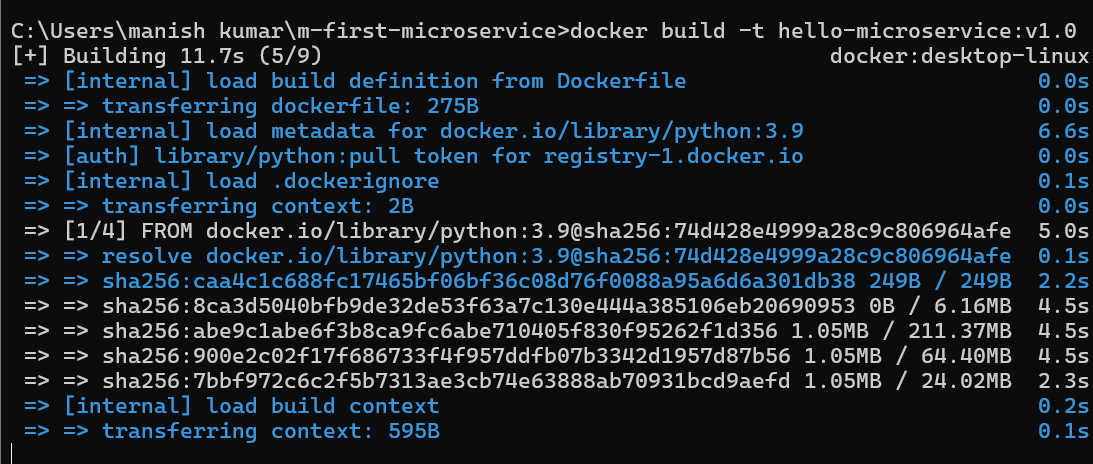 C:\Users\manish kumar\m-first-microservice>docker build -t hello-microservice:v1.0
[+] Building 11.7s (5/9) docker:desktop-linux
=> [internal] load build definition from Dockerfile 0.0s
=> => transferring dockerfile: 275B 0.0s
=> [internal] load metadata for docker.io/library/python:3.9 6.6s
=> [auth] library/python:pull token for registry-1.docker.io 0.0s
=> [internal] load .dockerignore 0.1s
=> => transferring context: 2B 0.0s
=> [1/4] FROM docker.io/library/python:3.9@sha256:74d428e4999a28c9c806964afe 5.0s
=> => resolve docker.io/library/python:3.9@sha256:74d428e4999a28c9c806964afe 0.1s
=> => sha256:caa4c1c688fc17465bf06bf36c08d76f0088a95a6d6a301db38 249B / 249B 2.2s
=> => sha256:8ca3d5040bfb9de32de53f63a7c130e444a385106eb20690953 0B / 6.16MB 4.5s
=> => sha256:abe9c1abe6f3b8ca9fc6abe710405f830f95262f1d356 1.05MB / 211.37MB 4.5s
=> => sha256:900e2c02f17f686733f4f957ddfb07b3342d1957d87b56 1.05MB / 64.40MB 4.5s
=> => sha256:7bbf972c6c2f5b7313ae3cb74e63888ab70931bcd9aefd 1.05MB / 24.02MB 2.3s
=> [internal] load build context 0.2s
=> => transferring context: 595B 0.1s